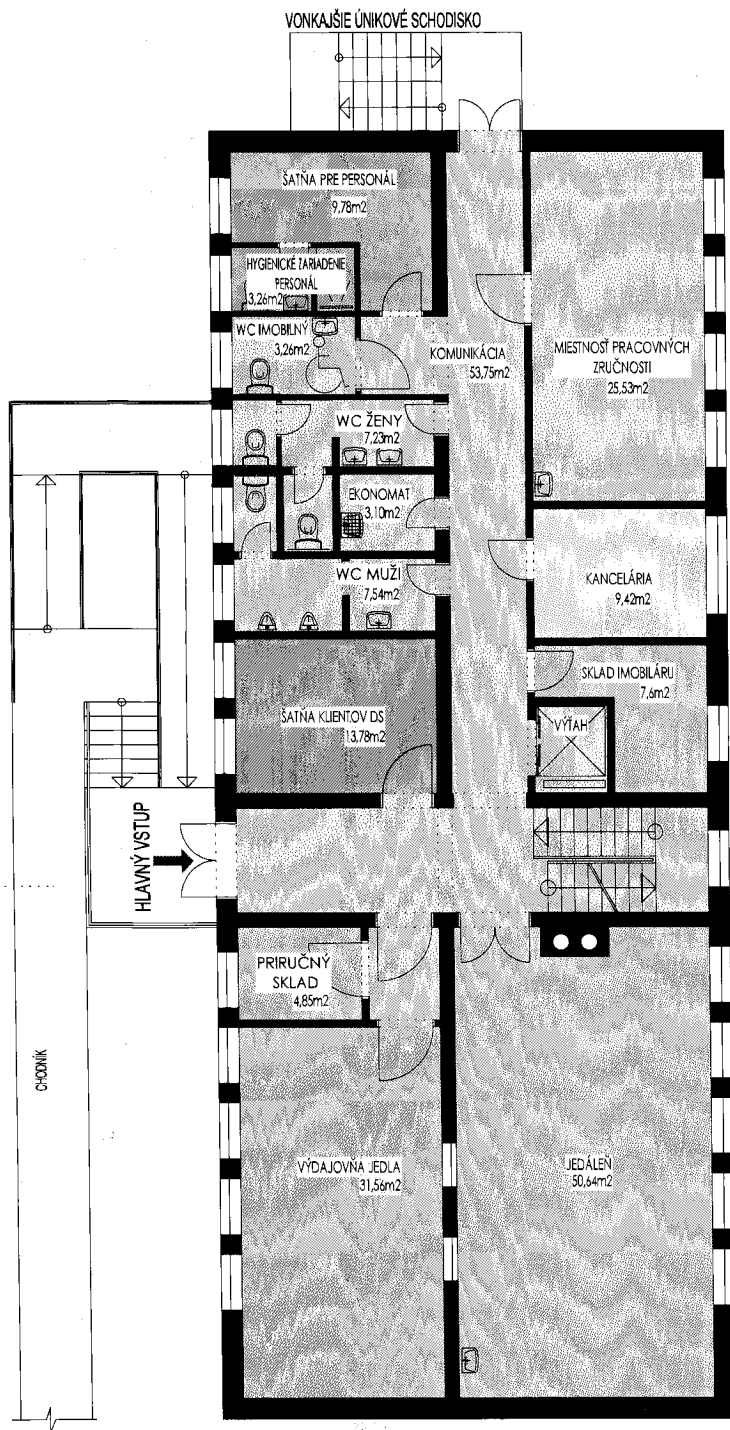 VONKAJŠIE ÚNIKOVÉ SCHODISKO
ŠATŇA PRE PERSONÁL
9,78m2
HYGIENICKÉ ZARIADENIE
PERSONÁL
3,26m2
WC IMOBILNÝ
3,26m2
KOMUNIKÁCIA
53,75m2
MIESTNOSŤ PRACOVNÝCH
ZRUČNOSTI
25,53m2
WC ŽENY
7,23m2
EKONOMAT
3,10m2
WC MUŽI
7,54m2
KANCELÁRIA
9,42m2
SKLAD IMOBILÁRU
7,6m2
VÝŤAH
ŠATŇA KLIENTOV DS
13,78m2
HLAVNÝ VSTUP
PRÍRUČNÝ
SKLAD
4,85m2
CHODNÍK
VÝDAJOVŇA JEDLA
31,56m2
JEDÁLEŇ
50,64m2